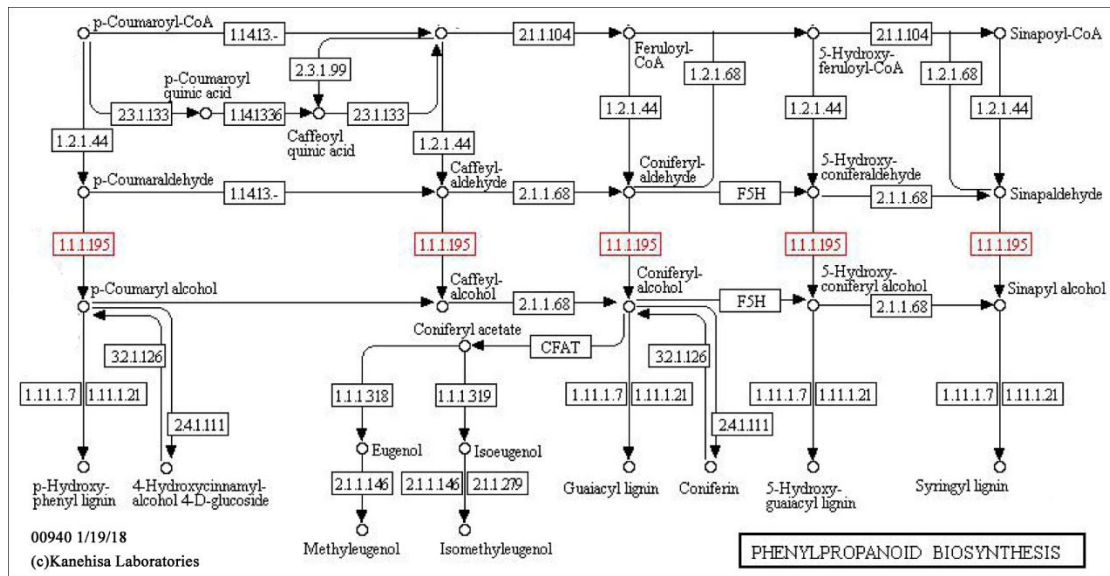 p-Coumaroyl-CoA
1.14.13.-
2.1.1.104
2.1.1.104
Sinapoyl-CoA
Feruloyl-
CoA
5-Hydroxy-
feruloyl-CoA
2.3.1.99
1.2.1.68
1.2.1.68
p-Coumaroyl
quinic acid
2.3.1.133
1.14.1336
2.3.1.133
Caffeoyl
quinic acid
1.2.1.44
1.2.1.44
1.2.1.44
1.2.1.44
1.2.1.44
p-Coumaraldehyde
1.14.13.-
Caffeyl-
aldehyde
2.1.1.68
Coniferyl-
aldehyde
F5H
5-Hydroxy-
coniferaldehyde
2.1.1.68
Sinapaldehyde
1.1.1.195
1.1.1.195
1.1.1.195
1.1.1.195
1.1.1.195
p-Coumaryl alcohol
Caffeyl-
alcohol
2.1.1.68
Coniferyl-
alcohol
F5H
5-Hydroxy-
coniferyl alcohol
2.1.1.68
Sinapyl alcohol
Coniferyl acetate
CFAT
3.2.1.126
3.2.1.126
1.11.1.7
1.11.1.21
1.1.1.318
1.1.1.319
1.11.1.7
1.11.1.21
1.11.1.7
1.11.1.21
1.11.1.7
1.11.1.21
2.4.1.111
2.4.1.111
Eugenol
Isoeugenol
p-Hydroxy-
phenyl lignin
4-Hydroxycinnamyl-
alcohol 4-D-glucoside
2.1.1.146
2.1.1.146
2.1.1.279
Guaiacyl lignin
Coniferin
5-Hydroxy-
guaiacyl lignin
Syringyl lignin
Methyleugenol
Isomethyleugenol
00940 1/19/18
(c)Kanehisa Laboratories
PHENYLPROPANOID BIOSYNTHESIS